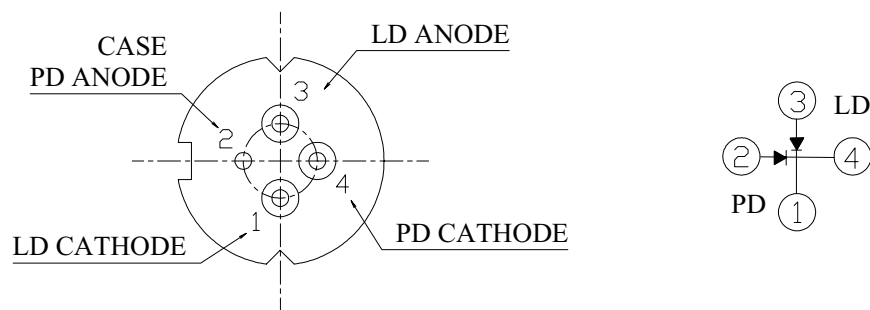 CASE
PD ANODE
LD ANODE
3
2
4
1
LD CATHODE
PD CATHODE
3
LD
2
4
PD
1